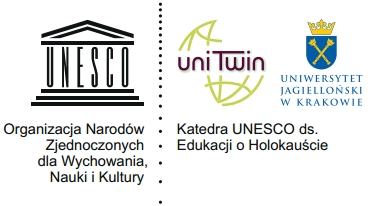 UNESCO
Organizacja Narodów
Zjednoczonych
dla Wychowania,
Nauki i Kultury
uniTwin
UNIWERSYTET
JAGIELLOŃSKI
W KRAKOWIE
Katedra UNESCO ds.
Edukacji o Holokauście